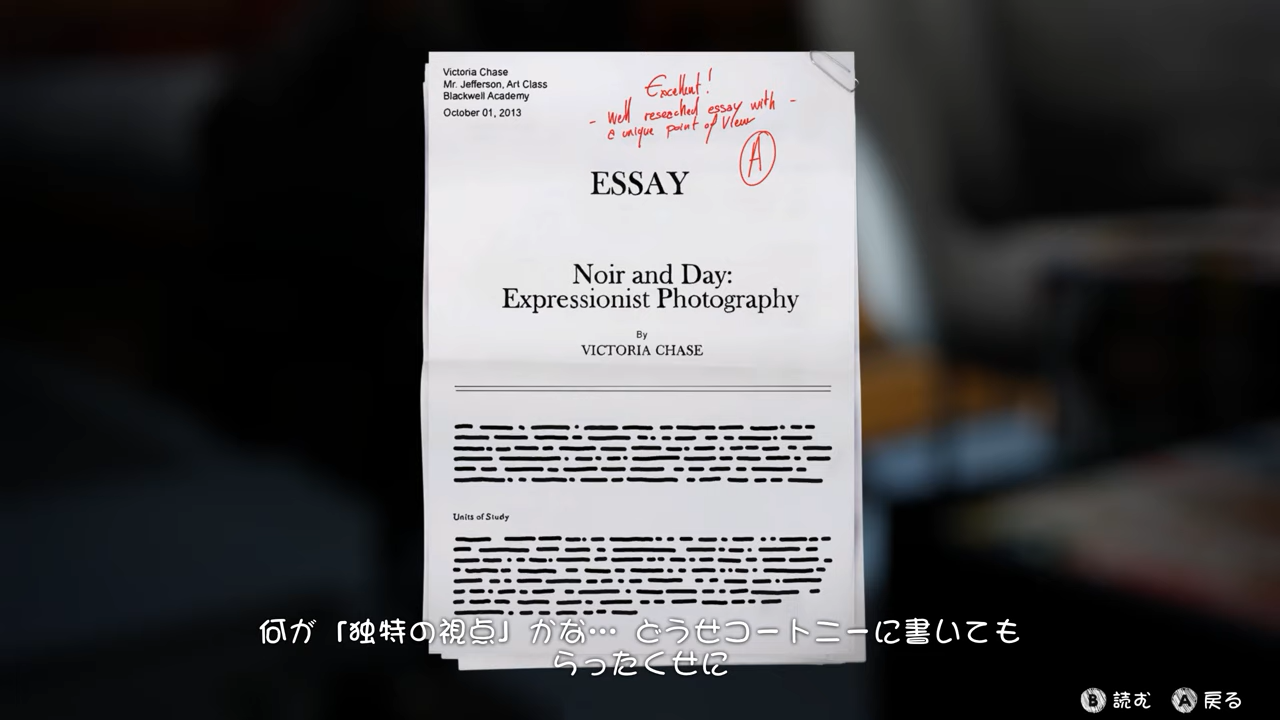 Victoria Chase
Mr. Jefferson, Art Class
Blackwell Academy
October 01, 2013
Excellent!
- Well reseached essay with -
a unique point of View
A
ESSAY
Noir and Day:
Expressionist Photography
By
VICTORIA CHASE
Units of Study
何が「独特の視点」かな… どうせコートニーに書いても
らったくせに
B 読む A 戻る